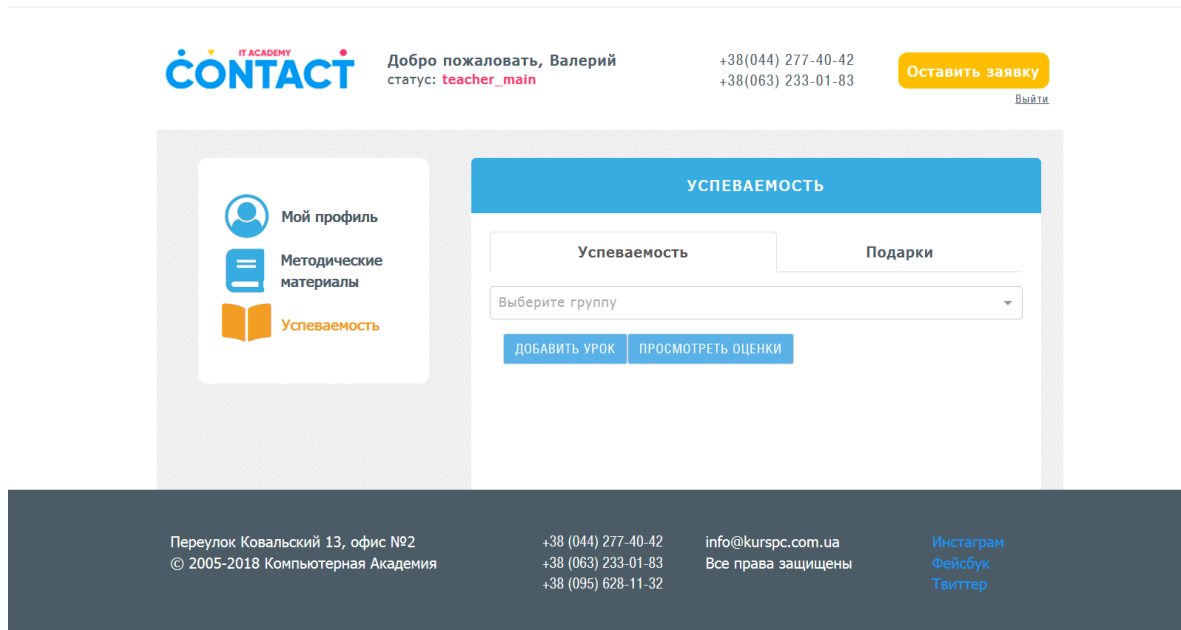 IT ACADEMY
CONTACT
Добро пожаловать, Валерий
статус: teacher_main
+38(044) 277-40-42
+38(063) 233-01-83
Оставить заявку
Выйти
Мой профиль
Методические
материалы
Успеваемость
УСПЕВАЕМОСТЬ
Успеваемость
Подарки
Выберите группу
ДОБАВИТЬ УРОК
ПРОСМОТРЕТЬ ОЦЕНКИ
Переулок Ковальский 13, офис №2
© 2005-2018 Компьютерная Академия
+38 (044) 277-40-42
+38 (063) 233-01-83
+38 (095) 628-11-32
info@kurspc.com.ua
Все права защищены
Инстаграм
Фейсбук
Твиттер